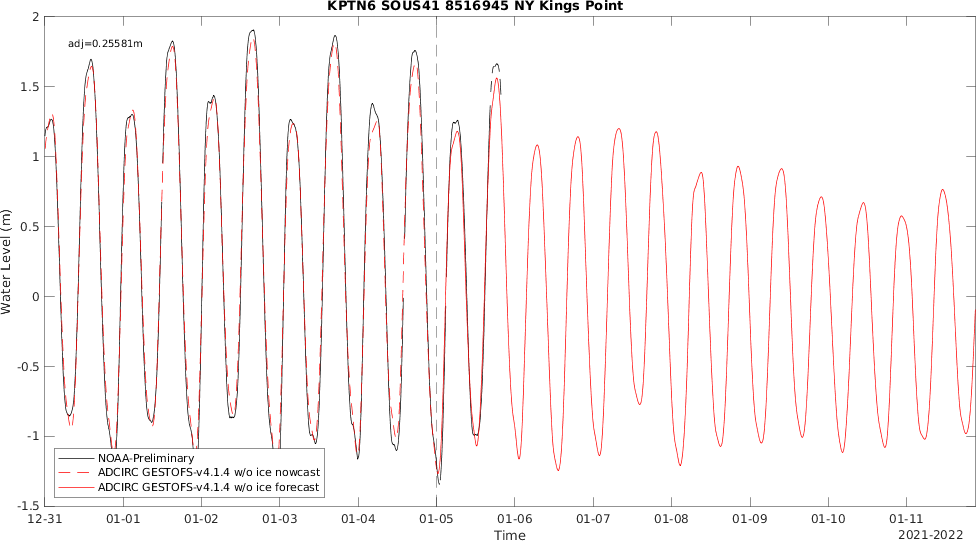 KPTN6 SOUS41 8516945 NY Kings Point
adj=0.25581m
2
1.5
1
0.5
0
-0.5
-1
-1.5
Water Level (m)
NOAA-Preliminary
ADCIRC GESTOFS-v4.1.4 w/o ice nowcast
ADCIRC GESTOFS-v4.1.4 w/o ice forecast
12-31 01-01 01-02 01-03 01-04 01-05 01-06 01-07 01-08 01-09 01-10 01-11
Time
2021-2022